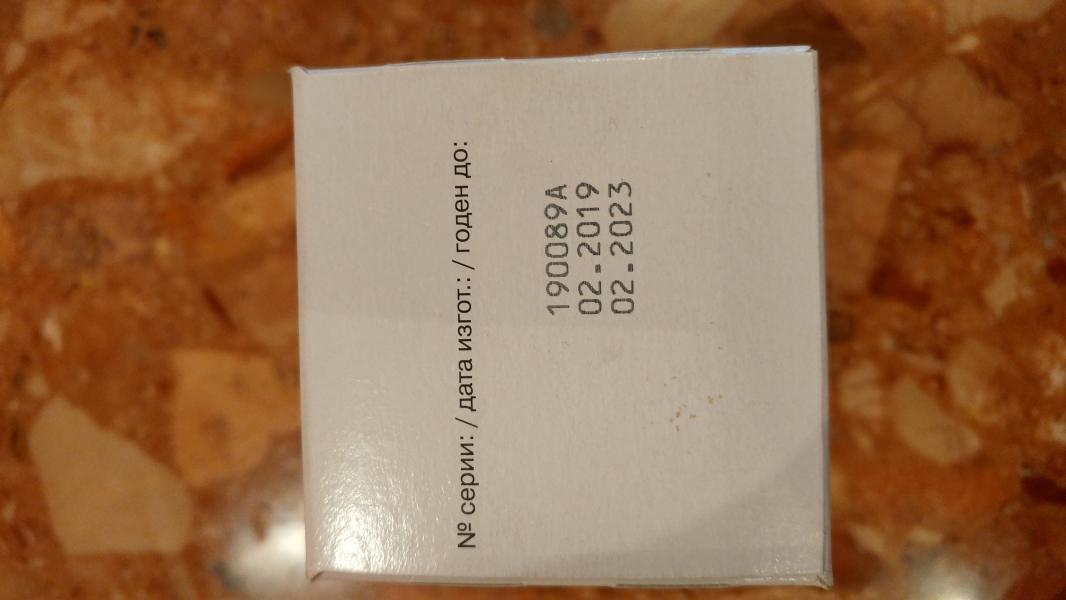 № серии: / дата изгот.: / годен до:
190089A
02.2019
02.2023